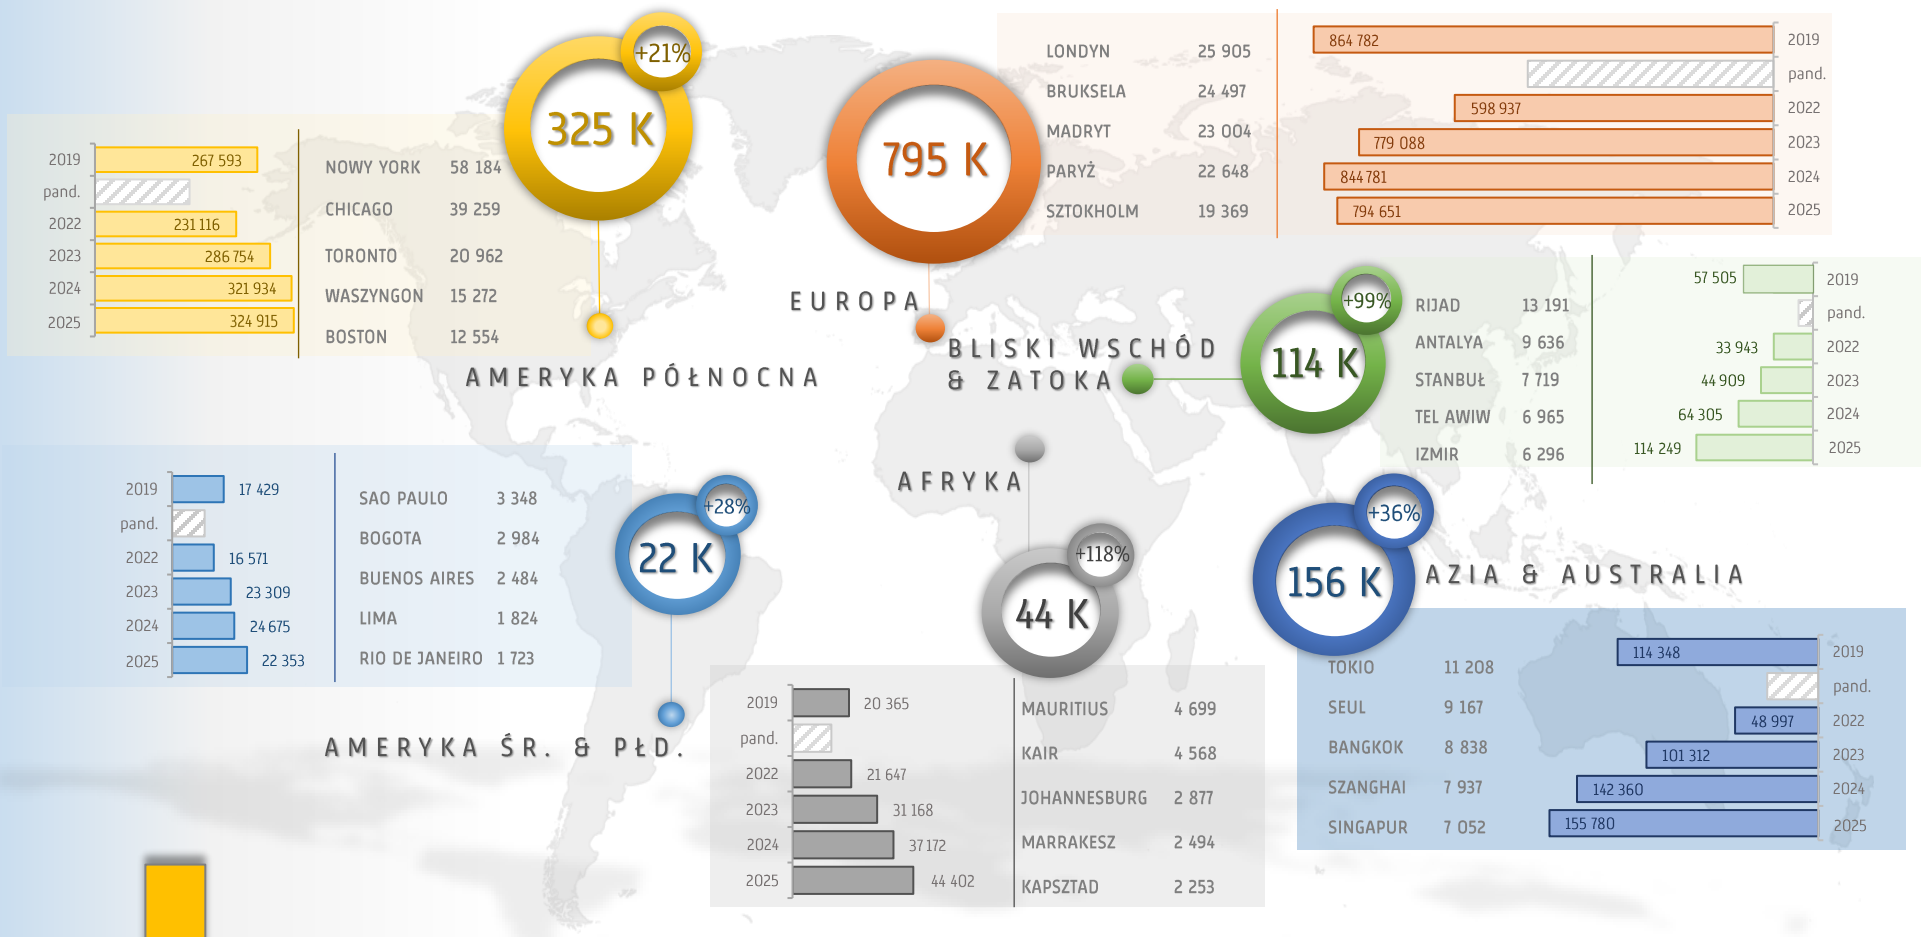 +21%
325 K
2019 267 593
pand.
2022 231 116
2023 286 754
2024 321 934
2025 324 915
NOWY YORK 58 184
CHICAGO 39 259
TORONTO 20 962
WASZYNGON 15 272
BOSTON 12 554
AMERYKA PÓŁNOCNA
795 K
EUROPA
LONDYN 25 905
BRUKSELA 24 497
MADRYT 23 004
PARYŻ 22 648
SZTOKHOLM 19 369
864 782 2019
pand.
598 937 2022
779 088 2023
844 781 2024
794 651 2025
BLISKI WSCHÓD
& ZATOKA
+99%
114 K
RIJAD 13 191
ANTALYA 9 636
STANBUŁ 7 719
TEL AWIW 6 965
IZMIR 6 296
57 505 2019
pand.
33 943 2022
44 909 2023
64 305 2024
114 249 2025
2019 17 429
pand.
2022 16 571
2023 23 309
2024 24 675
2025 22 353
SAO PAULO 3 348
BOGOTA 2 984
BUENOS AIRES 2 484
LIMA 1 824
RIO DE JANEIRO 1 723
+28%
22 K
AMERYKA ŚR. & PŁD.
AFRYKA
+118%
44 K
2019 20 365
pand.
2022 21 647
2023 31 168
2024 37 172
2025 44 402
MAURITIUS 4 699
KAIR 4 568
JOHANNESBURG 2 877
MARRAKESZ 2 494
KAPSZTAD 2 253
+36%
156 K
AZIA & AUSTRALIA
TOKIO 11 208
SEUL 9 167
BANGKOK 8 838
SZANGHAI 7 937
SINGAPUR 7 052
114 348 2019
pand.
48 997 2022
101 312 2023
142 360 2024
155 780 2025